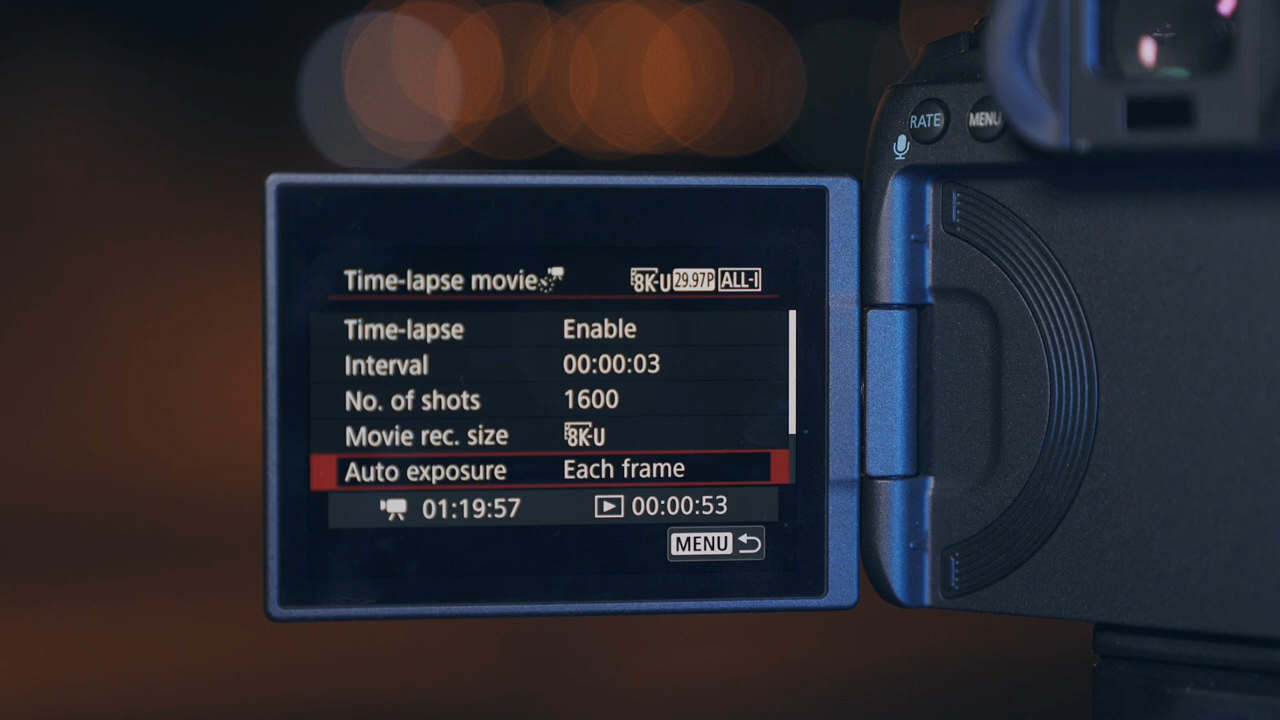 RATE MENU
Time-lapse movie 8K-U 29.97P ALL-I
Time-lapse Enable
Interval 00:00:03
No. of shots 1600
Movie rec. size 8K-U
Auto exposure Each frame
01:19:57 00:00:53
MENU